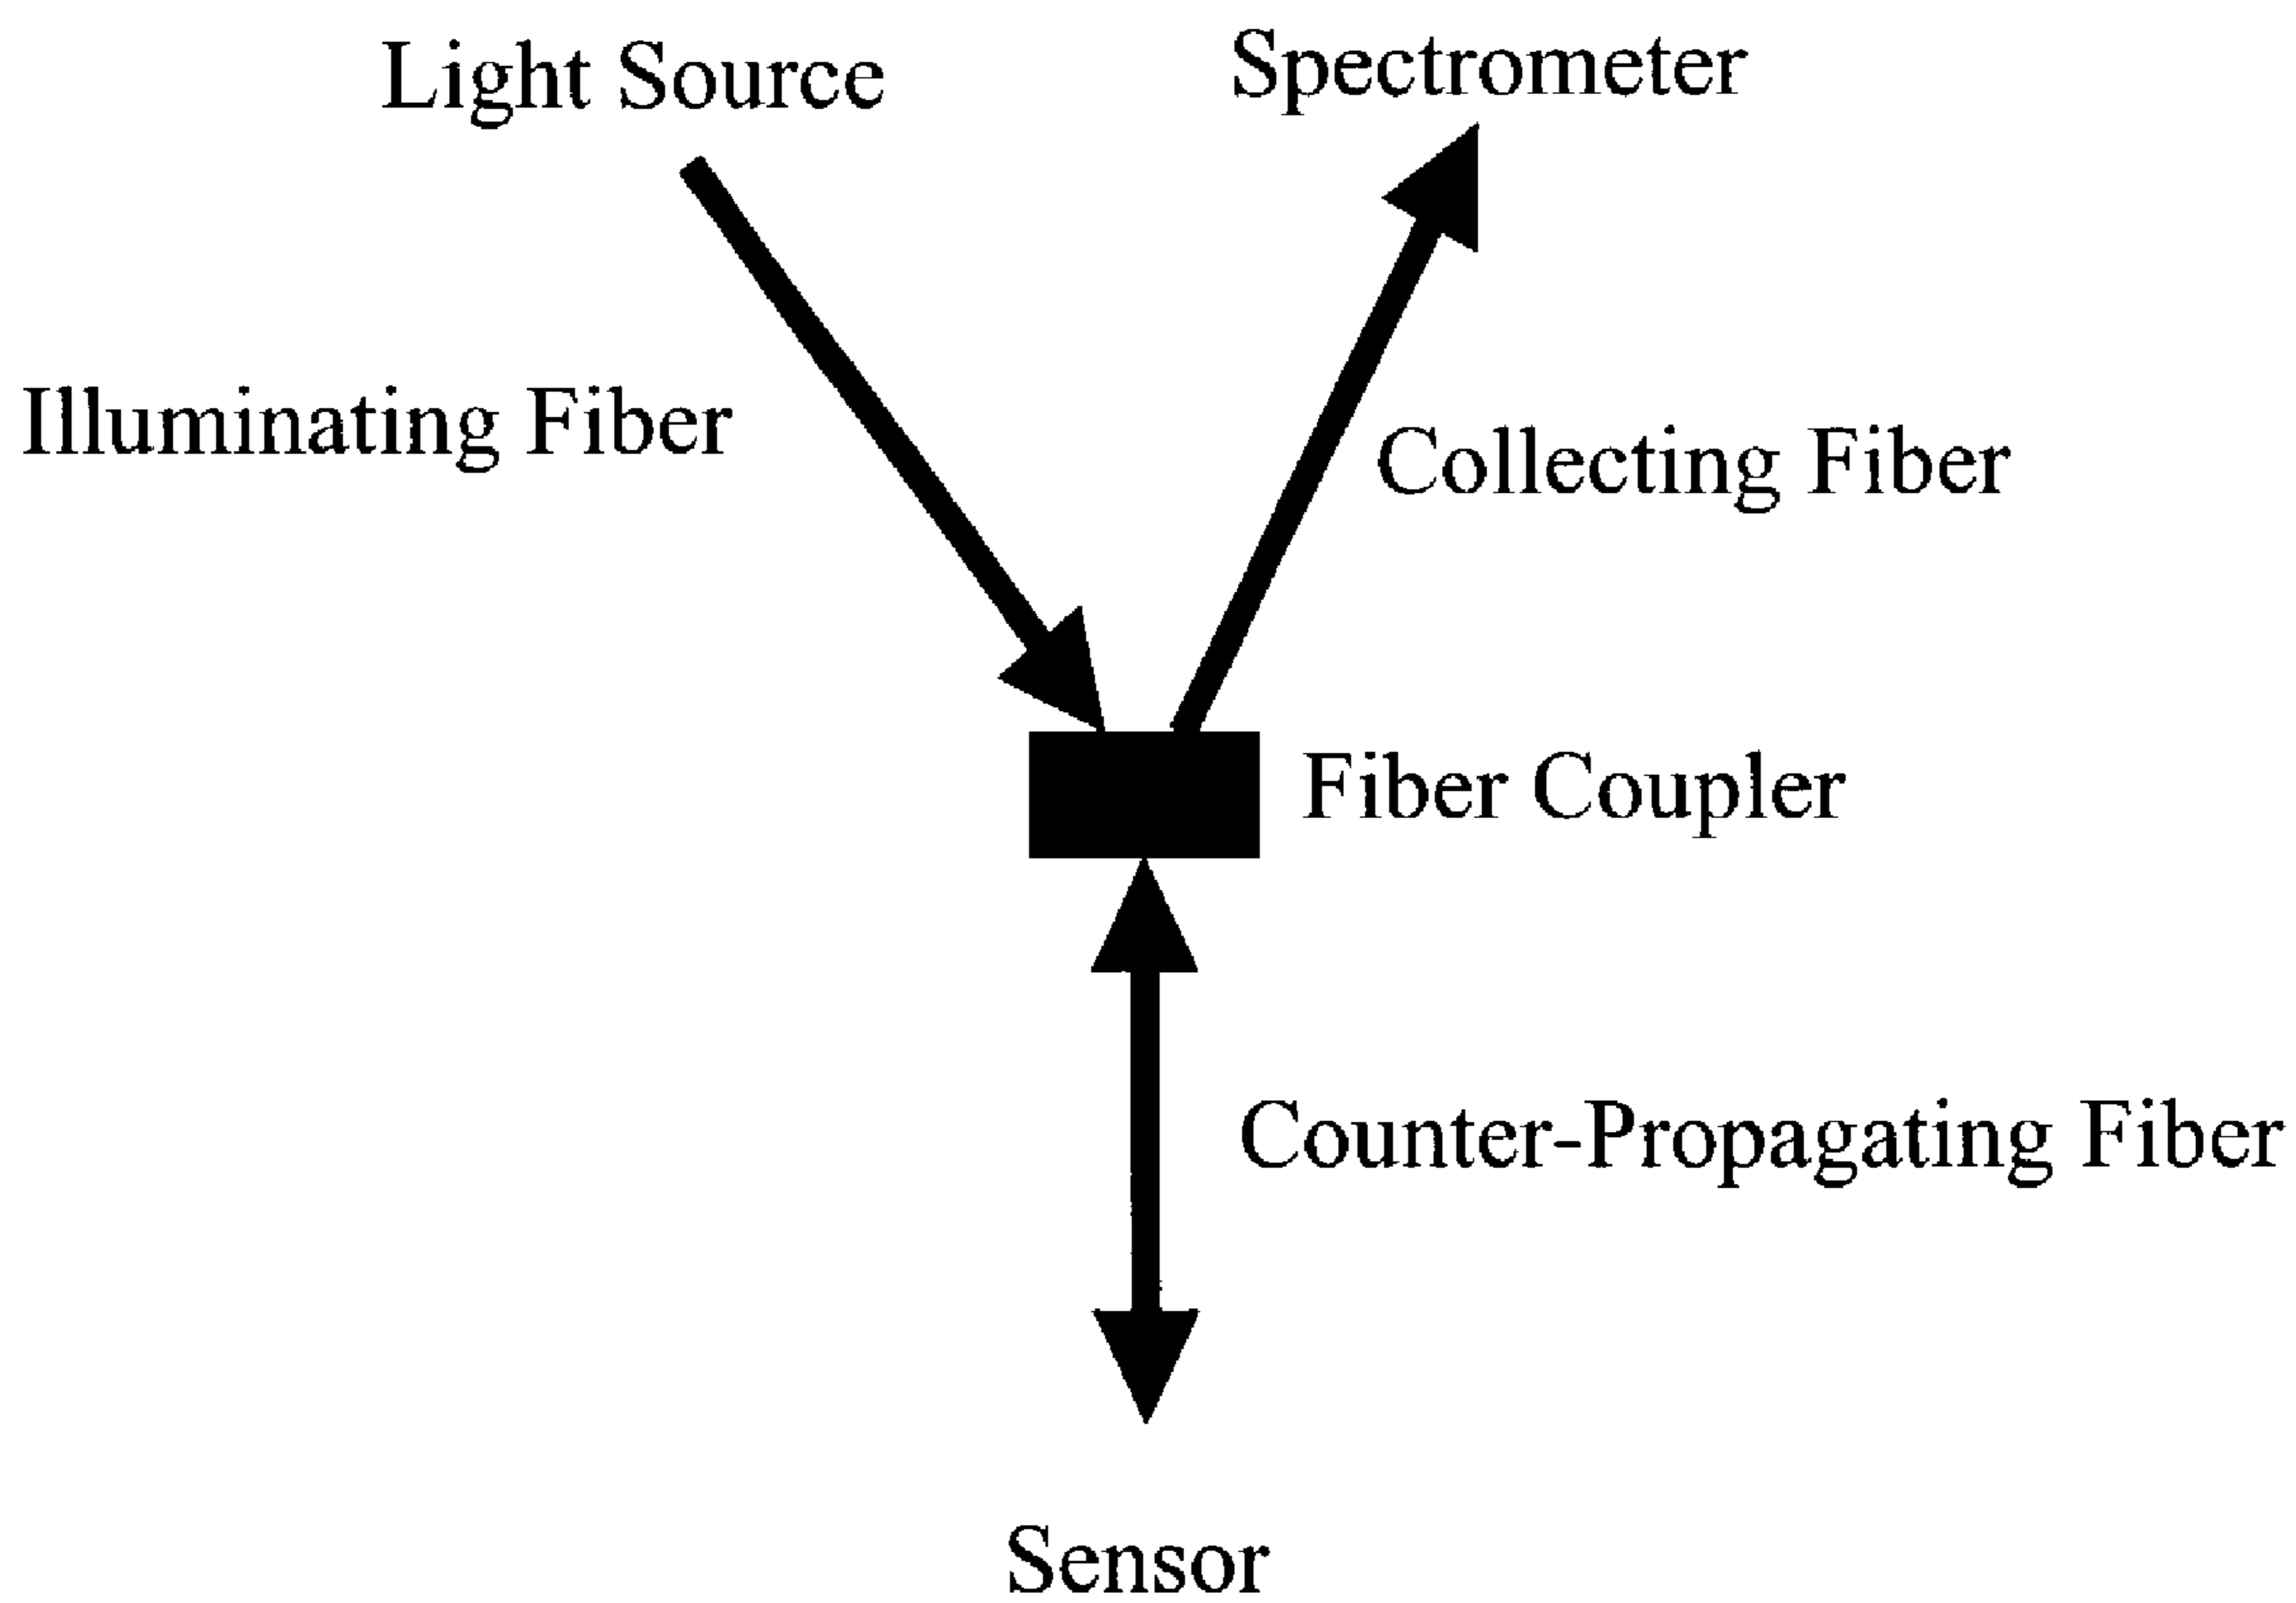 Light Source
Spectrometer
Illuminating Fiber
Collecting Fiber
Fiber Coupler
Counter-Propagating Fiber
Sensor